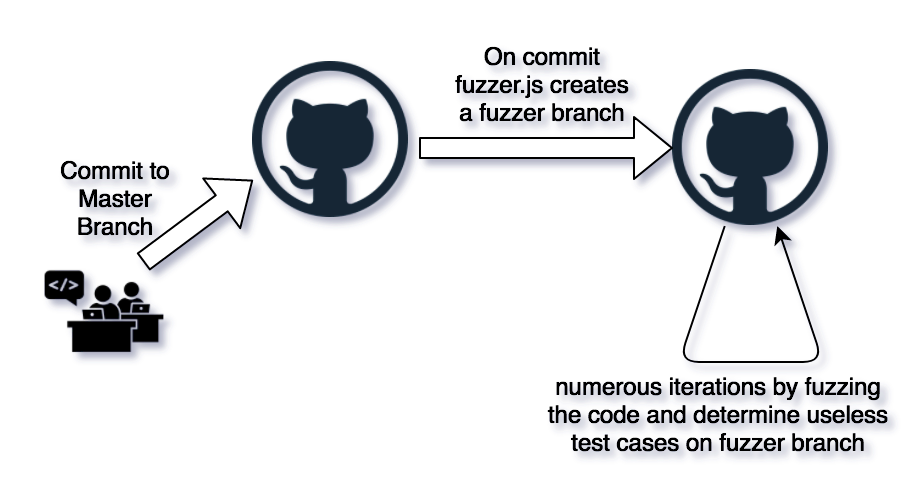 On commit
fuzzer.js creates
a fuzzer branch
Commit to
Master
Branch
</>
numerous iterations by fuzzing
the code and determine useless
test cases on fuzzer branch